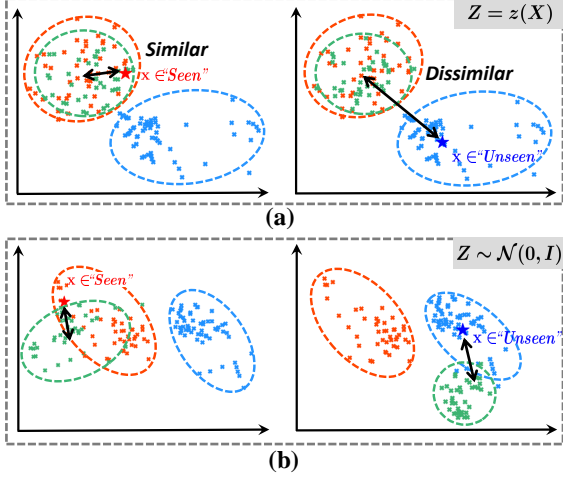 Z = z(X)
Similar
x ∈“Seen”
Dissimilar
x ∈“Unseen”
(a)
Z ∼ 𝒩(0, I)
x ∈“Seen”
x ∈“Unseen”
(b)